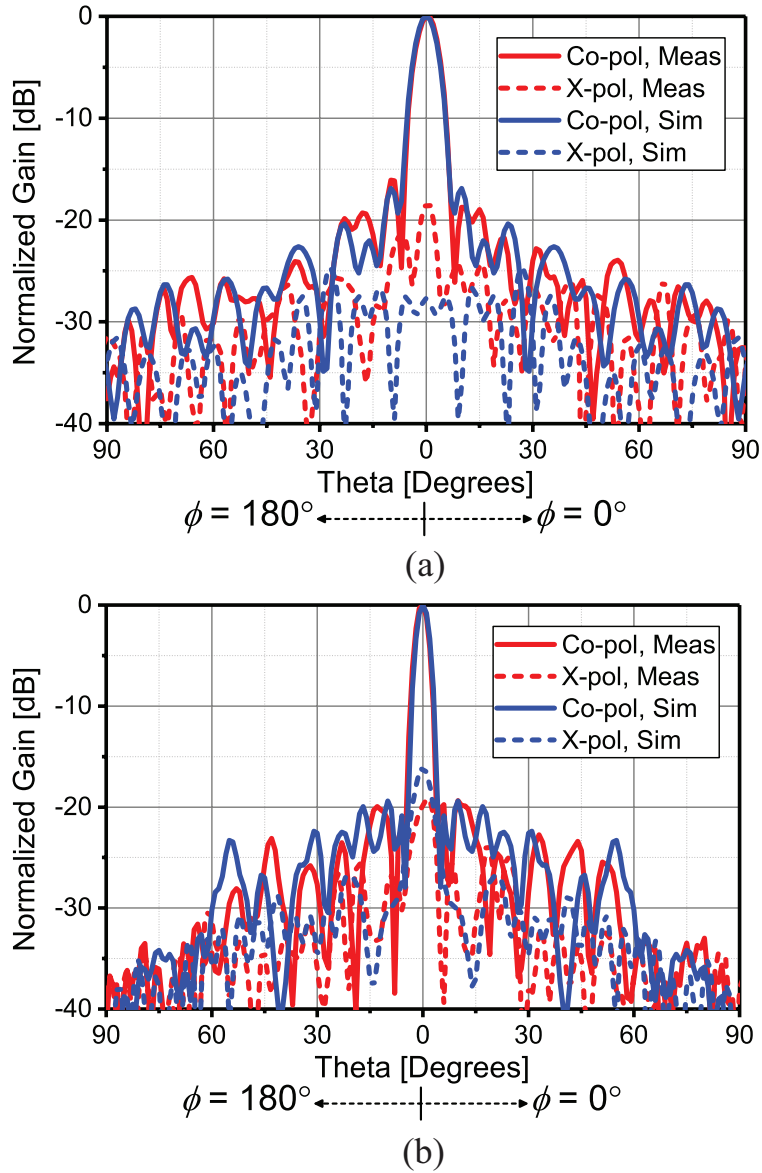 Normalized Gain [dB]
0
-10
-20
-30
-40
Co-pol, Meas
X-pol, Meas
Co-pol, Sim
X-pol, Sim
90 60 30 0 30 60 90
Theta [Degrees]
ϕ = 180° ϕ = 0°
(a)
Normalized Gain [dB]
0
-10
-20
-30
-40
Co-pol, Meas
X-pol, Meas
Co-pol, Sim
X-pol, Sim
90 60 30 0 30 60 90
Theta [Degrees]
ϕ = 180° ϕ = 0°
(b)